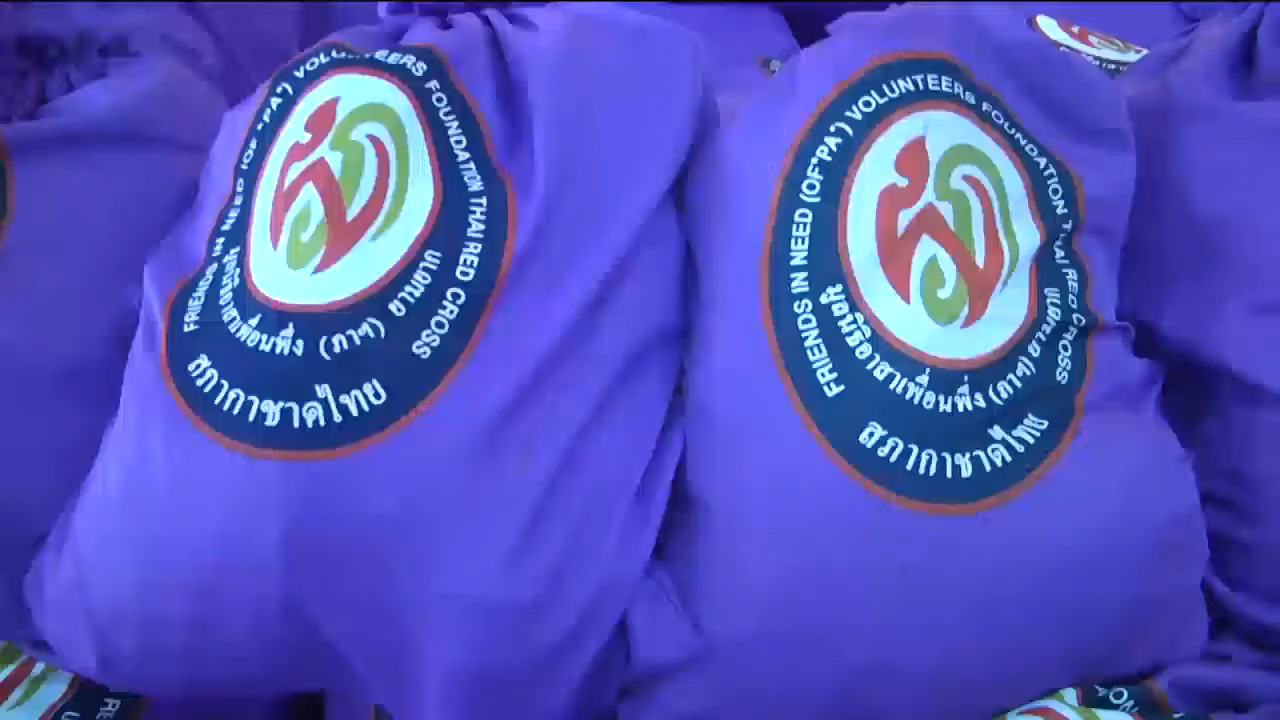 FRIENDS IN NEED (OF "PA") VOLUNTEERS FOUNDATION THAI RED CROSS
มูลนิธิอาสาเพื่อนพึ่ง (ภาฯ) ยามยาก
สภากาชาดไทย
FRIENDS IN NEED (OF "PA") VOLUNTEERS FOUNDATION THAI RED CROSS
มูลนิธิอาสาเพื่อนพึ่ง (ภาฯ) ยามยาก
สภากาชาดไทย